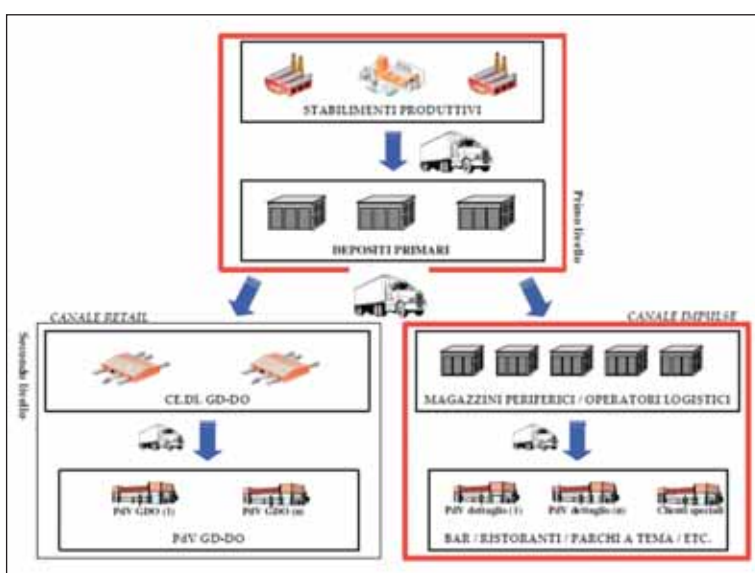 STABILIMENTI PRODUTTIVI
Primo livello
DEPOSITI PRIMARI
CANALE RETAIL
CANALE IMPULSE
Secondo livello
CE.DI. GD-DO
MAGAZZINI PERIFERICI / OPERATORI LOGISTICI
PdV GDO (1)
PdV GDO (n)
PdV GD-DO
PdV dettaglio (1)
PdV dettaglio (n)
Clienti speciali
BAR / RISTORANTI / PARCHI A TEMA / ETC.